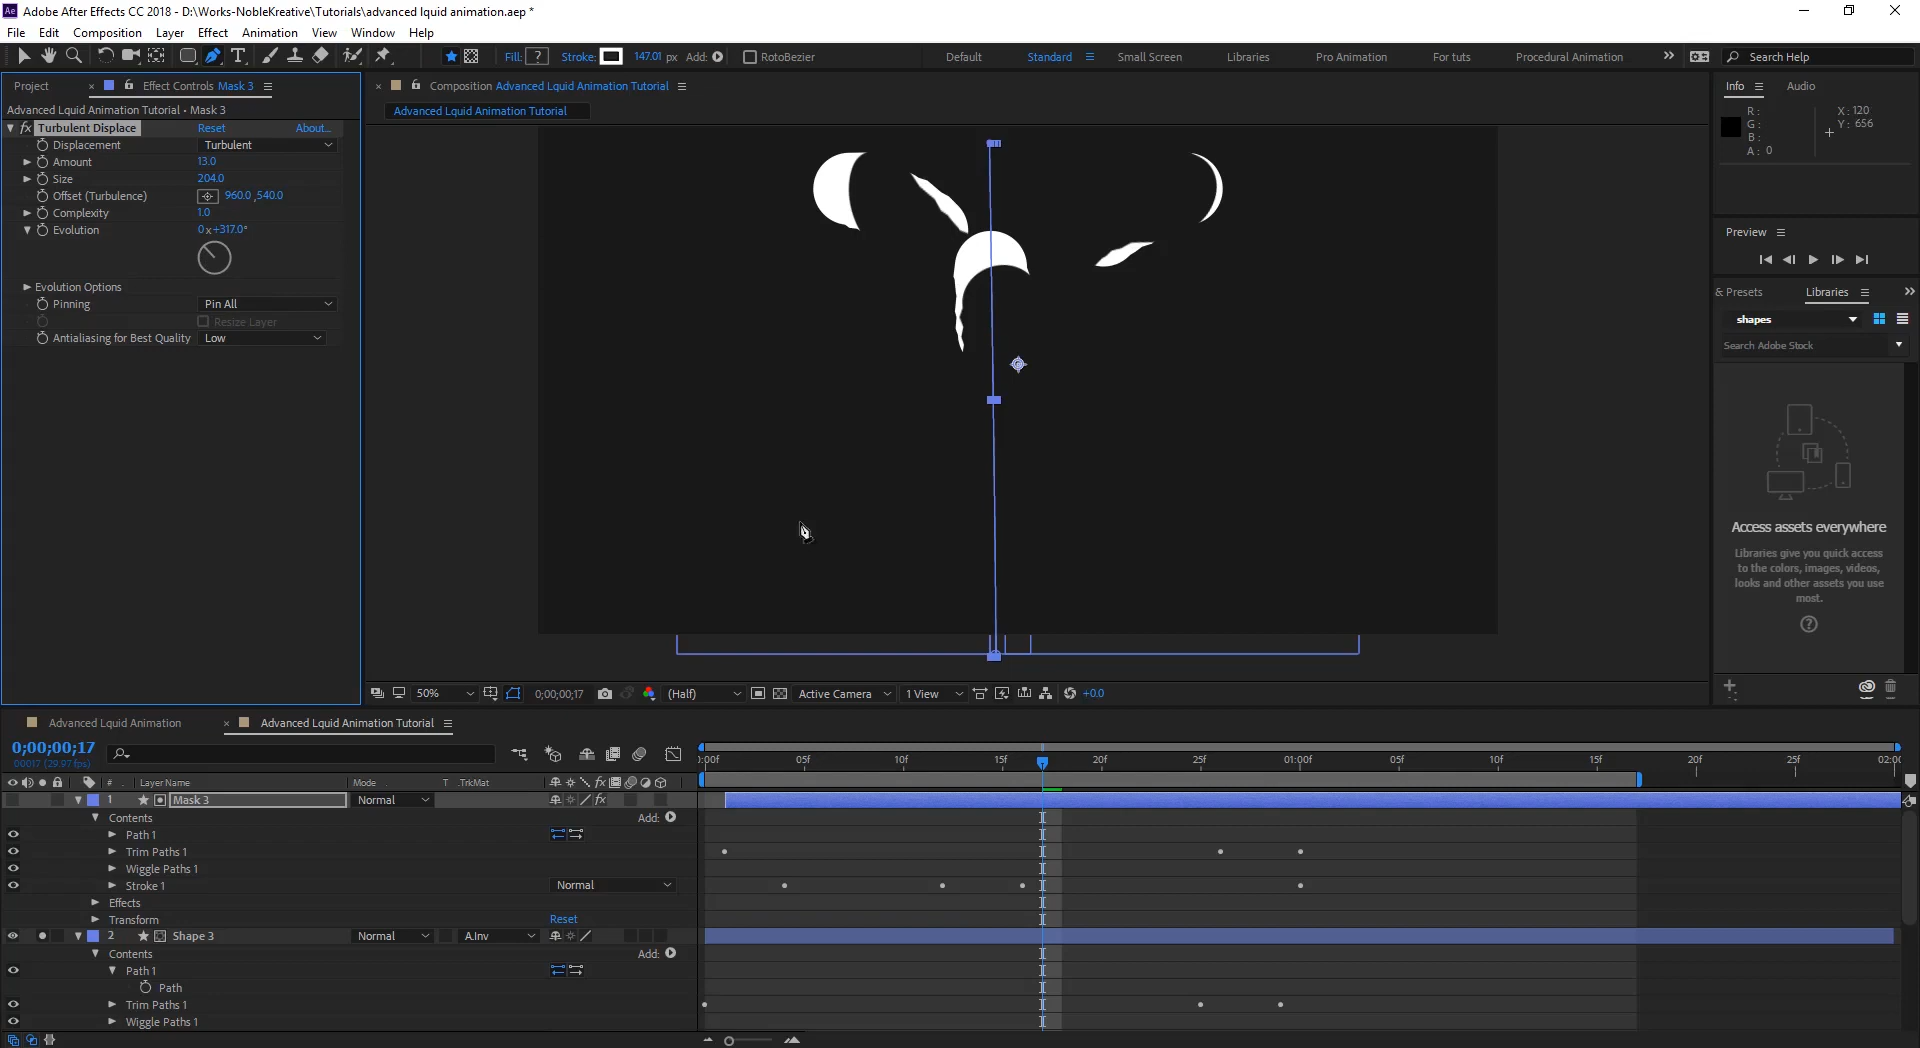 Ae Adobe After Effects CC 2018 - D:\Works-NobleKreative\Tutorials\advanced lquid animation.aep *
File Edit Composition Layer Effect Animation View Window Help
Fill: ? Stroke: 147.01 px Add: RotoBezier Default Standard Small Screen Libraries Pro Animation For tuts Procedural Animation Search Help
Project Effect Controls Mask 3
Composition Advanced Lquid Animation Tutorial
Info Audio
Advanced Lquid Animation Tutorial • Mask 3
Advanced Lquid Animation Tutorial
fx Turbulent Displace Reset About...
Displacement Turbulent
Amount 13.0
Size 204.0
Offset (Turbulence) 960.0 ,540.0
Complexity 1.0
Evolution 0x+317.0°
Evolution Options
Pinning Pin All
Resize Layer
Antialiasing for Best Quality Low
R:
G:
B:
A: 0
X: 120
Y: 656
Preview
& Presets Libraries
shapes
Search Adobe Stock
Access assets everywhere
Libraries give you quick access
to the colors, images, videos,
looks and other assets you use
most.
50% 0;00;00;17 (Half) Active Camera 1 View +0.0
Advanced Lquid Animation Advanced Lquid Animation Tutorial
0;00;00;17
00017 (29.97 fps)
):00f 05f 10f 15f 20f 25f 01:00f 05f 10f 15f 20f 25f 02:00
# Layer Name Mode T .TrkMat
1 Mask 3 Normal
Contents Add:
Path 1
Trim Paths 1
Wiggle Paths 1
Stroke 1 Normal
Effects
Transform Reset
2 Shape 3 Normal A.Inv
Contents Add:
Path 1
Path
Trim Paths 1
Wiggle Paths 1